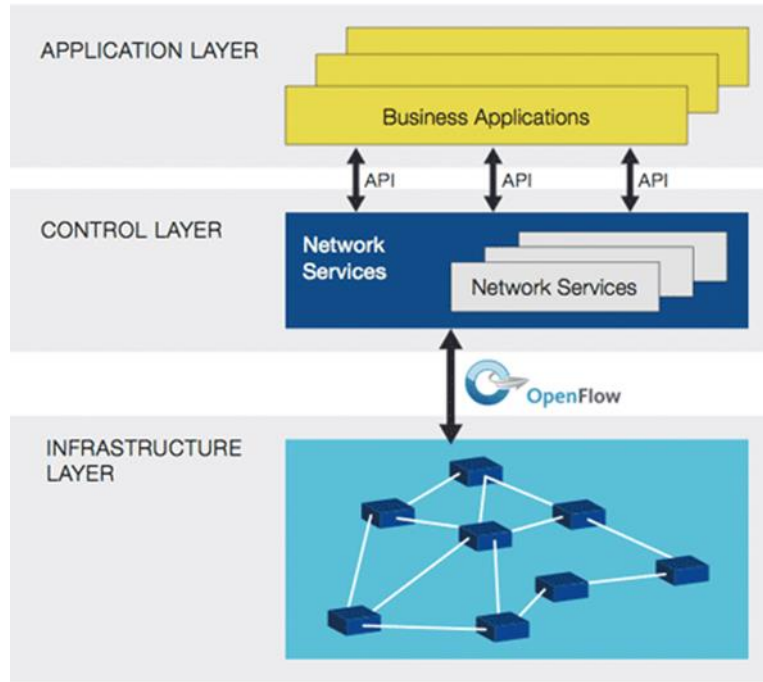 APPLICATION LAYER
Business Applications
API
API
API
CONTROL LAYER
Network
Services
Network Services
OpenFlow
INFRASTRUCTURE
LAYER